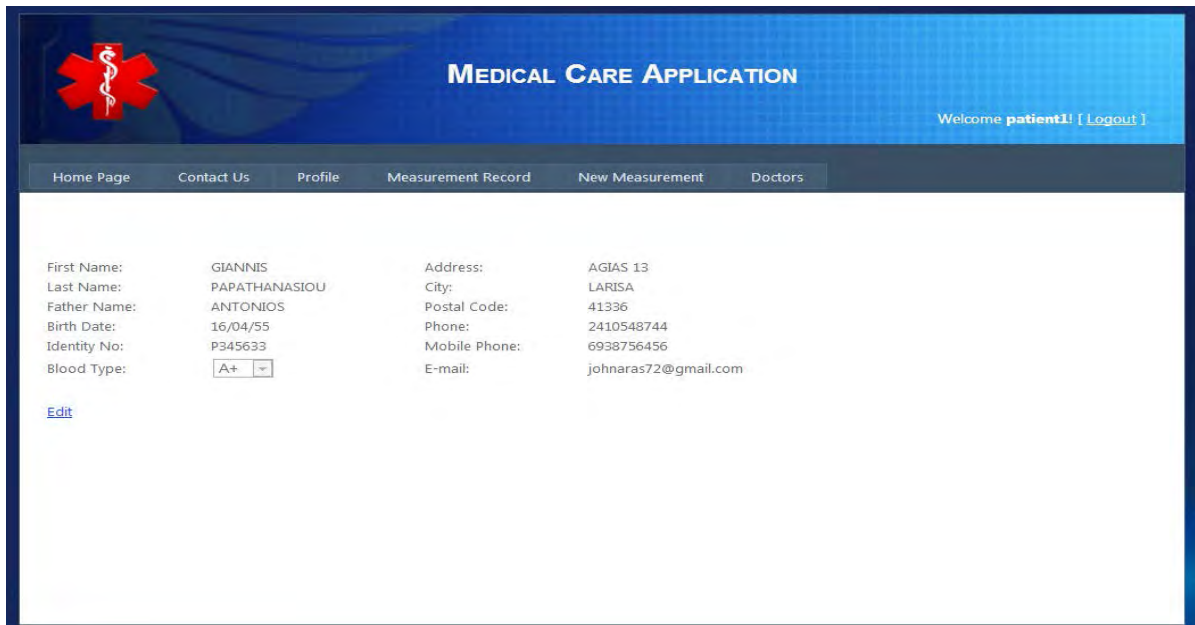 MEDICAL CARE APPLICATION
Welcome patient1! [ Logout ]
Home Page Contact Us Profile Measurement Record New Measurement Doctors
First Name: GIANNIS Address: AGIAS 13
Last Name: PAPATHANASIOU City: LARISA
Father Name: ANTONIOS Postal Code: 41336
Birth Date: 16/04/55 Phone: 2410548744
Identity No: P345633 Mobile Phone: 6938756456
Blood Type: A+ E-mail: johnaras72@gmail.com
Edit